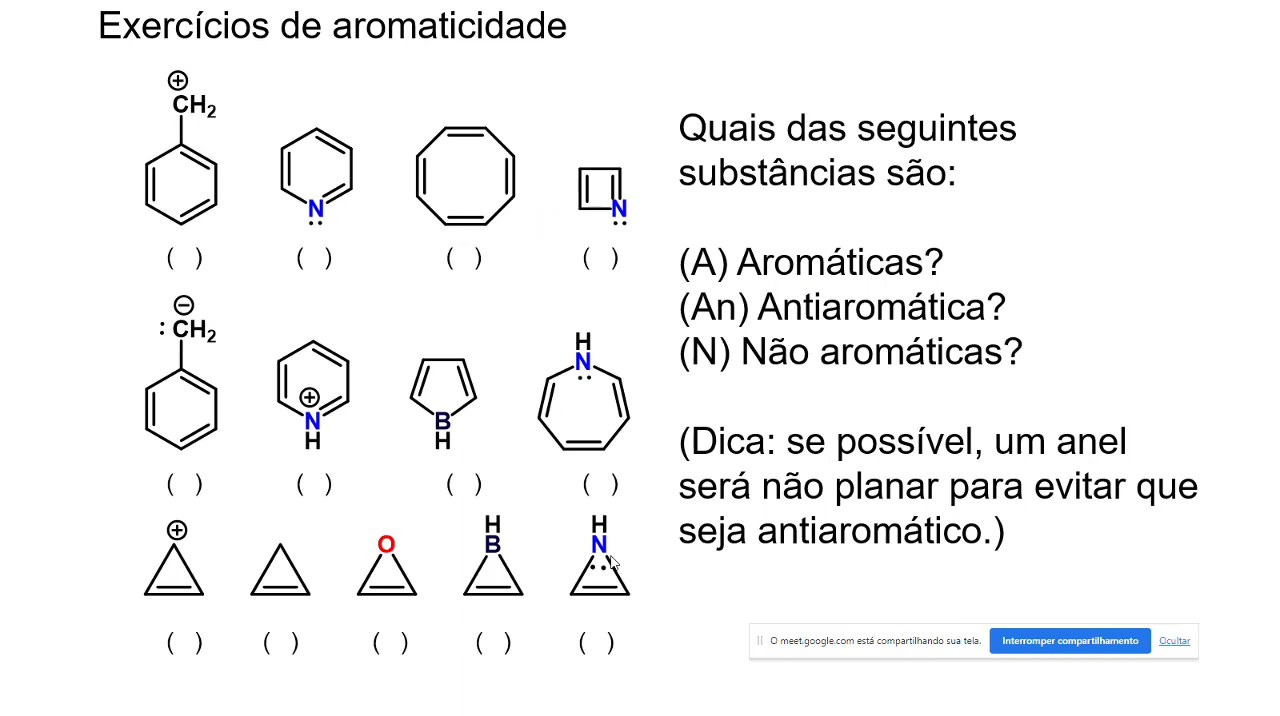 Exercícios de aromaticidade
⊕
CH2
N
N
( ) ( ) ( ) ( )
⊖
: CH2
⊕
N
H
B
H
H
N
( ) ( ) ( ) ( )
⊕
O
H
B
H
N
( ) ( ) ( ) ( ) ( )
Quais das seguintes
substâncias são:
(A) Aromáticas?
(An) Antiaromática?
(N) Não aromáticas?
(Dica: se possível, um anel
será não planar para evitar que
seja antiaromático.)
O meet.google.com está compartilhando sua tela. Interromper compartilhamento Ocultar